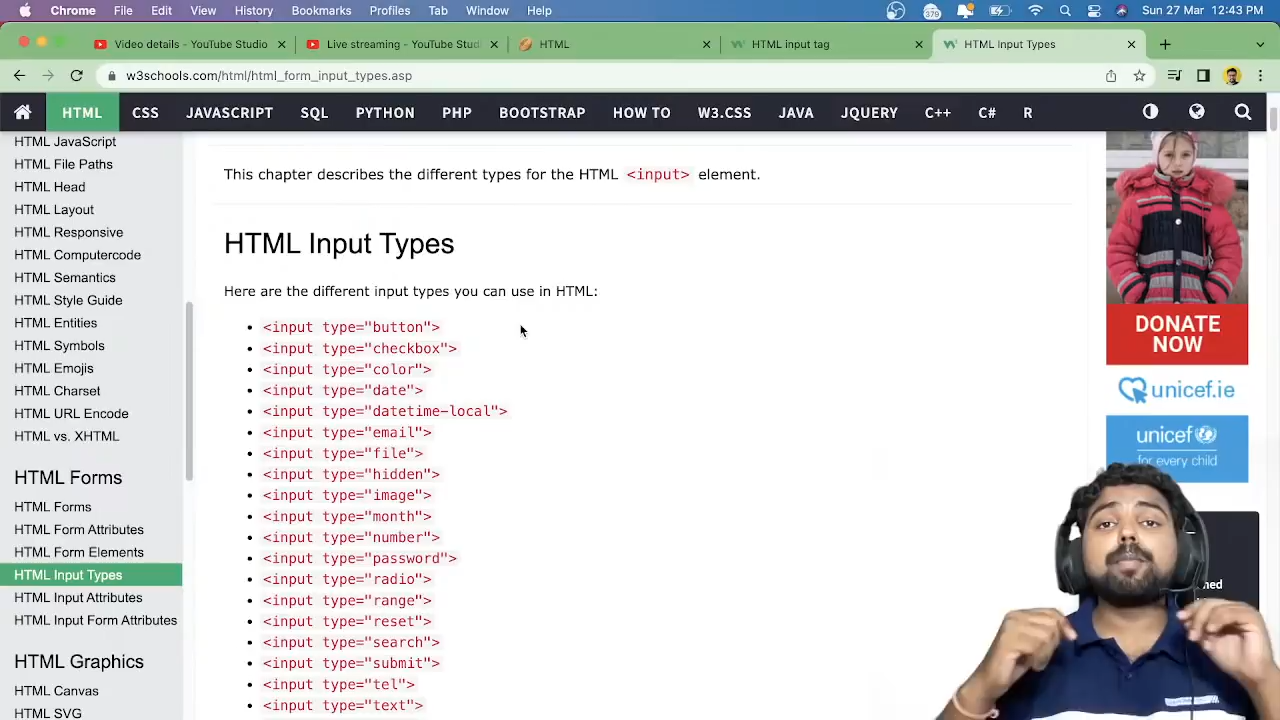 Chrome File Edit View History Bookmarks Profiles Tab Window Help 379 Sun 27 Mar 12:43 PM
Video details - YouTube Studio Live streaming - YouTube Stud HTML HTML input tag HTML Input Types
w3schools.com/html/html_form_input_types.asp
HTML CSS JAVASCRIPT SQL PYTHON PHP BOOTSTRAP HOW TO W3.CSS JAVA JQUERY C++ C# R
HTML JavaScript
HTML File Paths
HTML Head
HTML Layout
HTML Responsive
HTML Computercode
HTML Semantics
HTML Style Guide
HTML Entities
HTML Symbols
HTML Emojis
HTML Charset
HTML URL Encode
HTML vs. XHTML
HTML Forms
HTML Forms
HTML Form Attributes
HTML Form Elements
HTML Input Types
HTML Input Attributes
HTML Input Form Attributes
HTML Graphics
HTML Canvas
HTML SVG
This chapter describes the different types for the HTML <input> element.
HTML Input Types
Here are the different input types you can use in HTML:
<input type="button">
<input type="checkbox">
<input type="color">
<input type="date">
<input type="datetime-local">
<input type="email">
<input type="file">
<input type="hidden">
<input type="image">
<input type="month">
<input type="number">
<input type="password">
<input type="radio">
<input type="range">
<input type="reset">
<input type="search">
<input type="submit">
<input type="tel">
<input type="text">
DONATE
NOW
unicef.ie
unicef
for every child